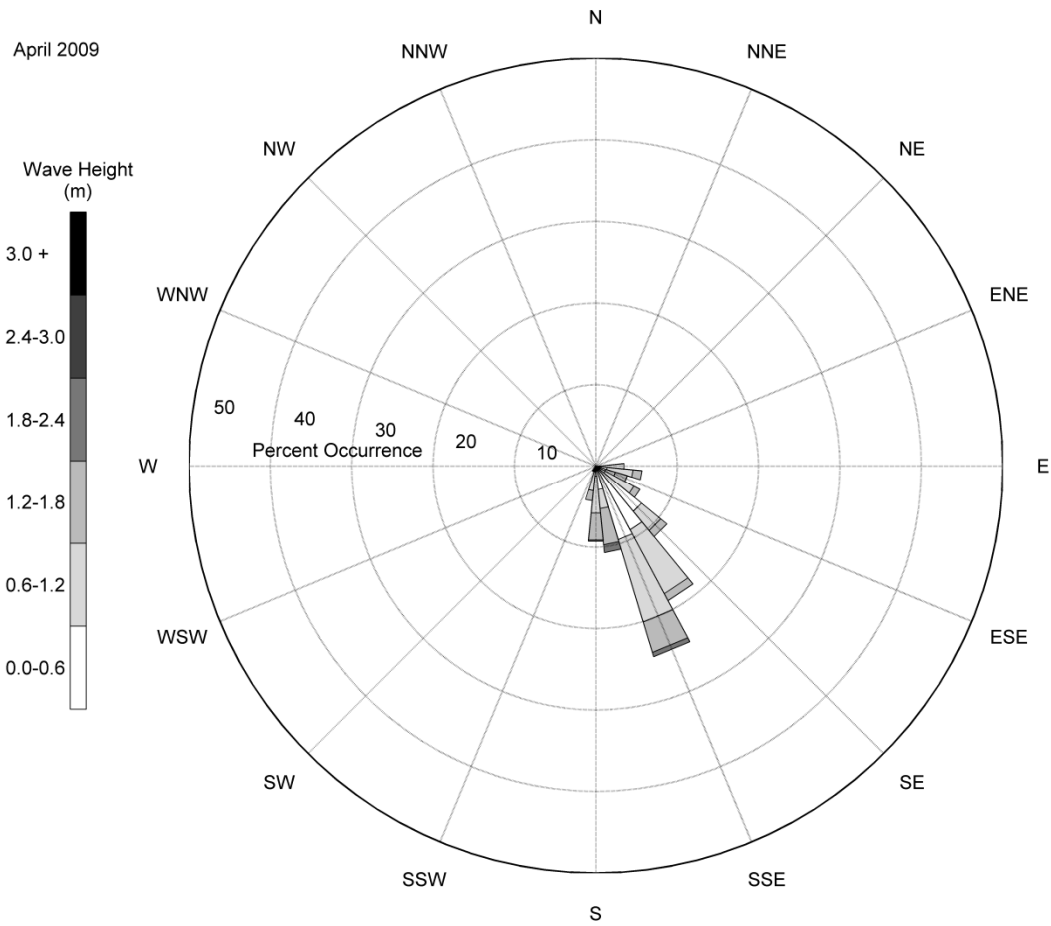 April 2009
Wave Height
(m)
3.0 +
2.4-3.0
1.8-2.4
1.2-1.8
0.6-1.2
0.0-0.6
N
NNE
NE
ENE
E
ESE
SE
SSE
S
SSW
SW
WSW
W
WNW
NW
NNW
50
40
30
20
10
Percent Occurrence